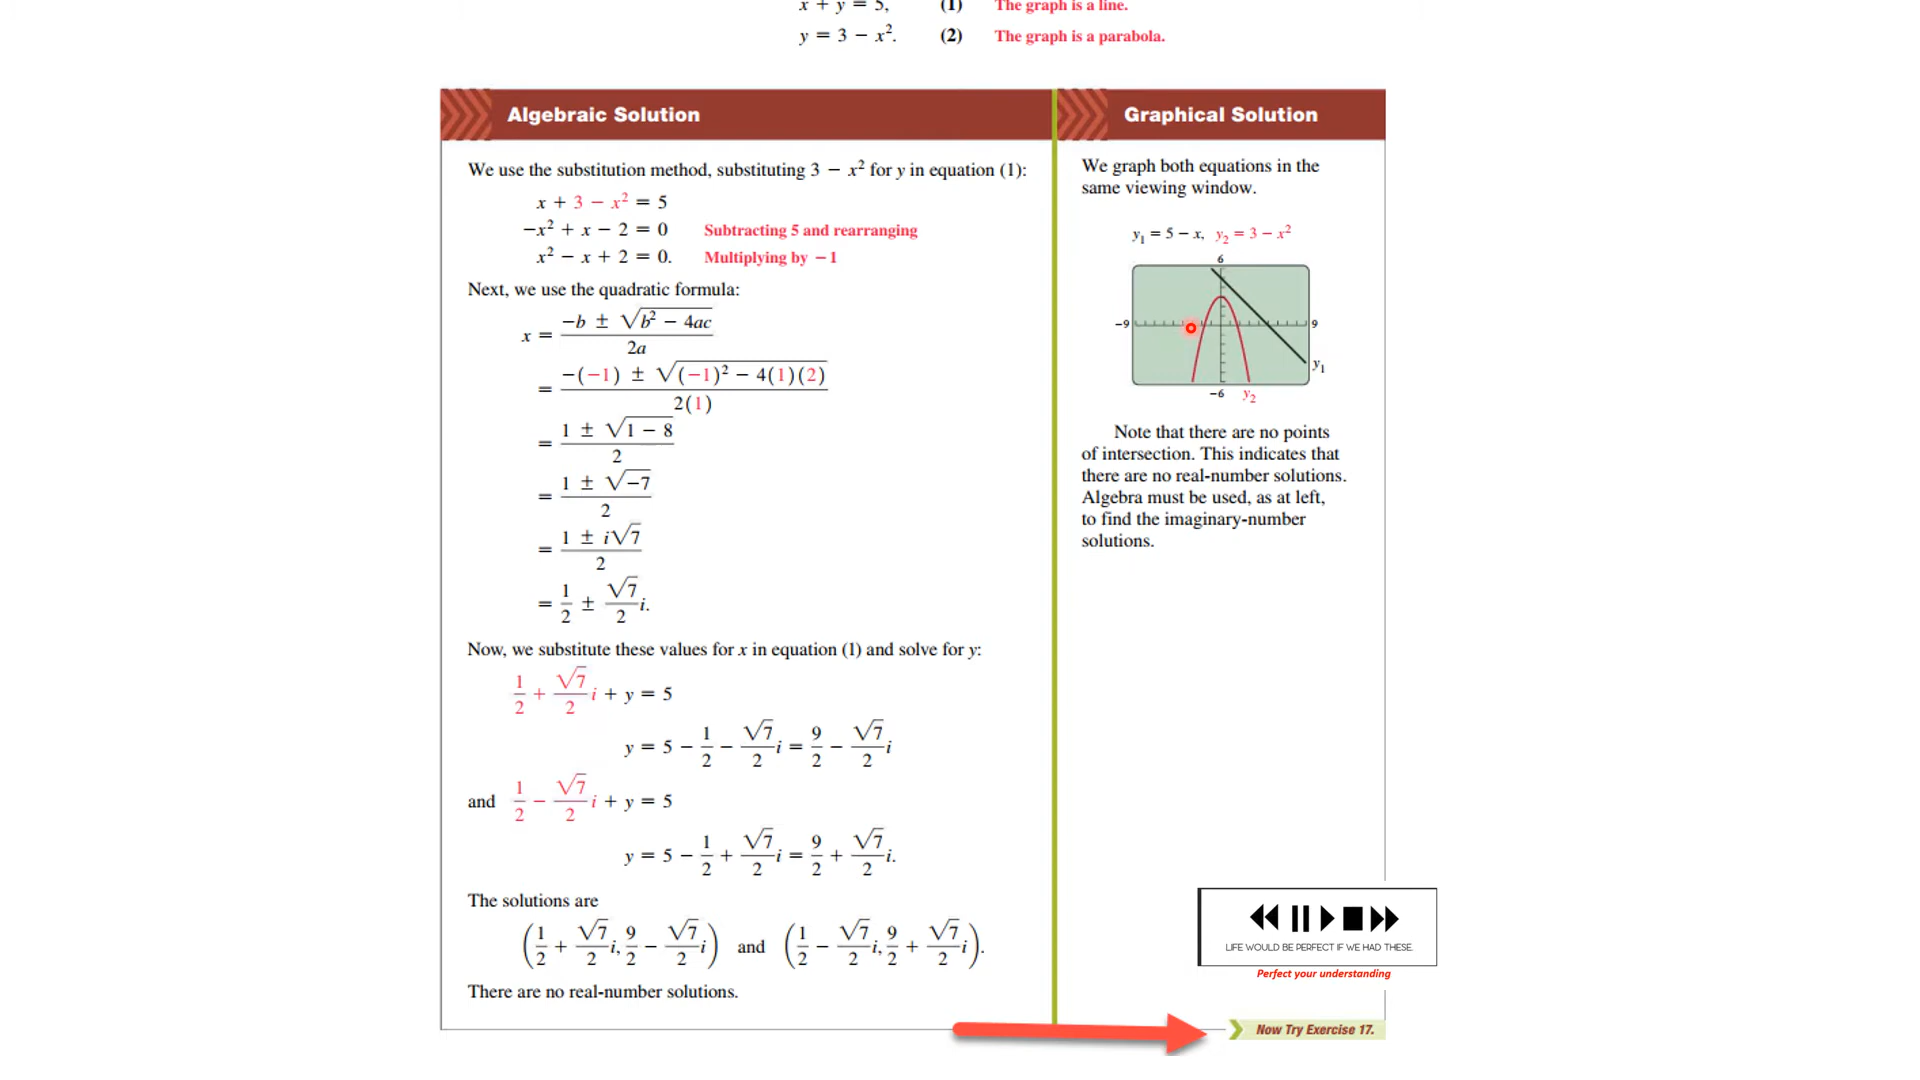 x + y = 5, (1) The graph is a line.
y = 3 − x². (2) The graph is a parabola.
Algebraic Solution
We use the substitution method, substituting 3 − x² for y in equation (1):
x + 3 − x² = 5
−x² + x − 2 = 0 Subtracting 5 and rearranging
x² − x + 2 = 0. Multiplying by −1
Next, we use the quadratic formula:
x = (−b ± √(b² − 4ac)) / 2a
= (−(−1) ± √((−1)² − 4(1)(2))) / 2(1)
= (1 ± √(1 − 8)) / 2
= (1 ± √−7) / 2
= (1 ± i√7) / 2
= 1/2 ± √7/2 i.
Now, we substitute these values for x in equation (1) and solve for y:
1/2 + √7/2 i + y = 5
y = 5 − 1/2 − √7/2 i = 9/2 − √7/2 i
and 1/2 − √7/2 i + y = 5
y = 5 − 1/2 + √7/2 i = 9/2 + √7/2 i.
The solutions are
(1/2 + √7/2 i, 9/2 − √7/2 i) and (1/2 − √7/2 i, 9/2 + √7/2 i).
There are no real-number solutions.
Graphical Solution
We graph both equations in the
same viewing window.
y₁ = 5 − x, y₂ = 3 − x²
6
−9 9
y₁
−6 y₂
Note that there are no points
of intersection. This indicates that
there are no real-number solutions.
Algebra must be used, as at left,
to find the imaginary-number
solutions.
LIFE WOULD BE PERFECT IF WE HAD THESE.
Perfect your understanding
Now Try Exercise 17.